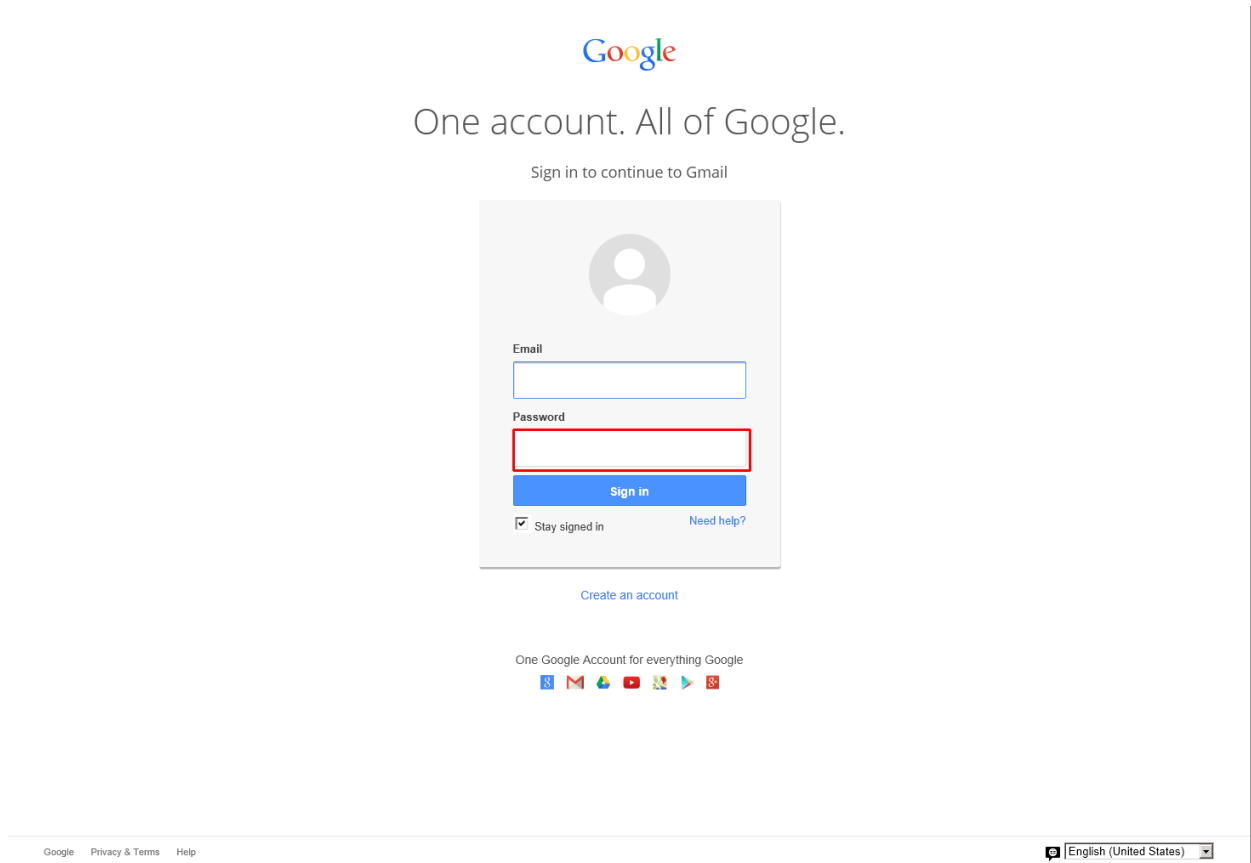 Google
One account. All of Google.
Sign in to continue to Gmail
Email
Password
Sign in
Stay signed in
Need help?
Create an account
One Google Account for everything Google
Google Privacy & Terms Help
English (United States)